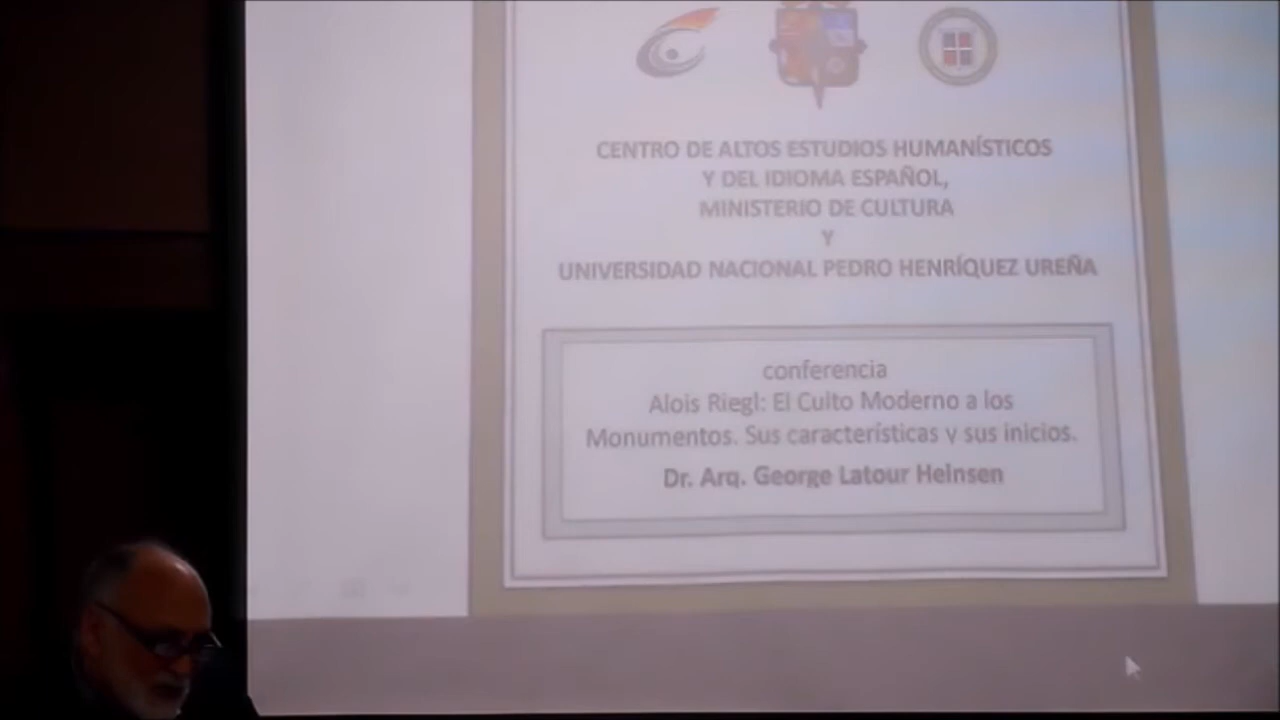 CENTRO DE ALTOS ESTUDIOS HUMANÍSTICOS
Y DEL IDIOMA ESPAÑOL,
MINISTERIO DE CULTURA
Y
UNIVERSIDAD NACIONAL PEDRO HENRÍQUEZ UREÑA
conferencia
Alois Riegl: El Culto Moderno a los
Monumentos. Sus características y sus inicios.
Dr. Arq. George Latour Heinsen